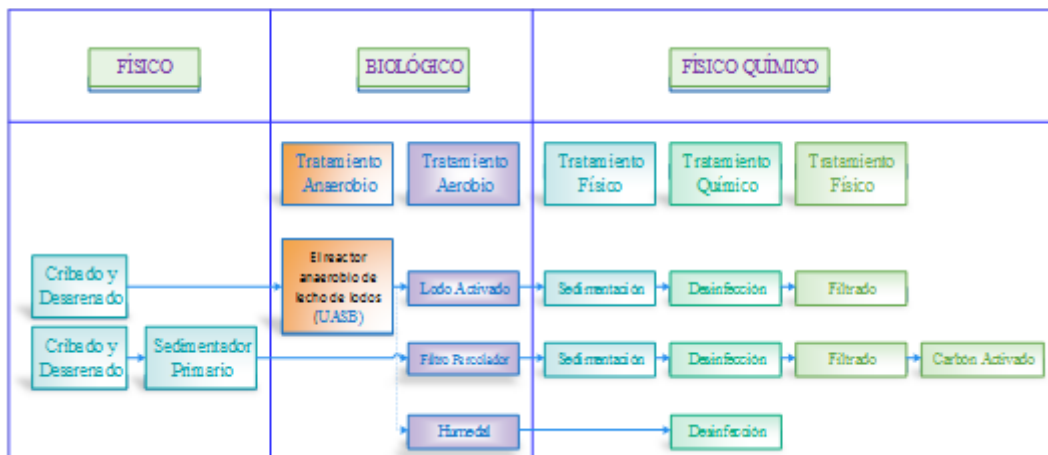 FÍSICO
BIOLÓGICO
FÍSICO QUÍMICO
Tratamiento
Anaerobio
Tratamiento
Aerobio
Tratamiento
Físico
Tratamiento
Químico
Tratamiento
Físico
Cribado y
Desarenado
El reactor
anaerobio de
lecho de lodos
(UASB)
Lodo Activado
Sedimentación
Desinfección
Filtrado
Cribado y
Desarenado
Sedimentador
Primario
Filtro Percolador
Sedimentación
Desinfección
Filtrado
Carbón Activado
Humedal
Desinfección